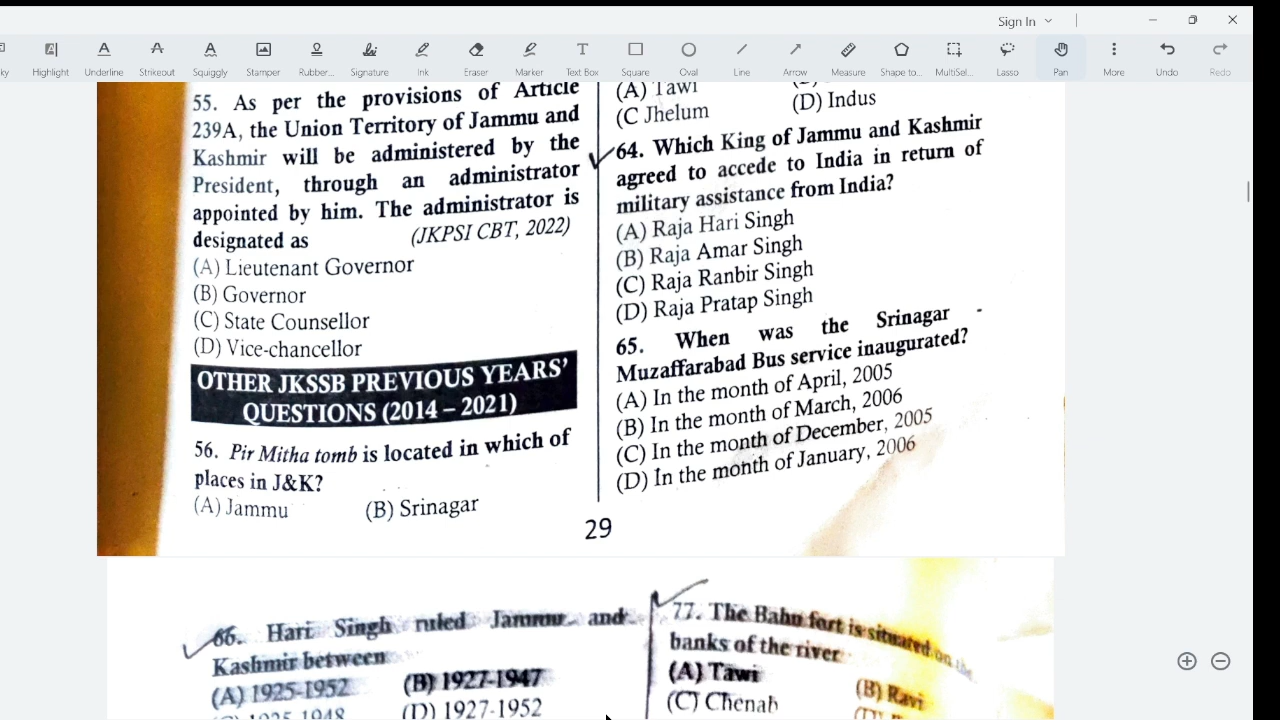 Sign In
ky
Highlight
Underline
Strikeout
Squiggly
Stamper
Rubber...
Signature
Ink
Eraser
Marker
Text Box
Square
Oval
Line
Arrow
Measure
Shape to...
MultiSel...
Lasso
Pan
More
Undo
Redo
55. As per the provisions of Article
239A, the Union Territory of Jammu and
Kashmir will be administered by the
President, through an administrator
appointed by him. The administrator is
designated as (JKPSI CBT, 2022)
(A) Lieutenant Governor
(B) Governor
(C) State Counsellor
(D) Vice-chancellor
OTHER JKSSB PREVIOUS YEARS'
QUESTIONS (2014 – 2021)
56. Pir Mitha tomb is located in which of
places in J&K?
(A) Jammu (B) Srinagar
(A) Tawi
(C Jhelum (D) Indus
64. Which King of Jammu and Kashmir
agreed to accede to India in return of
military assistance from India?
(A) Raja Hari Singh
(B) Raja Amar Singh
(C) Raja Ranbir Singh
(D) Raja Pratap Singh
65. When was the Srinagar -
Muzaffarabad Bus service inaugurated?
(A) In the month of April, 2005
(B) In the month of March, 2006
(C) In the month of December, 2005
(D) In the month of January, 2006
29
66. Hari Singh ruled Jammu and
Kashmir between
(A) 1925-1952 (B) 1927-1947
1925-1948 (D) 1927-1952
77. The Bahu fort is situated on the
banks of the river
(A) Tawi (B) Ravi
(C) Chenab